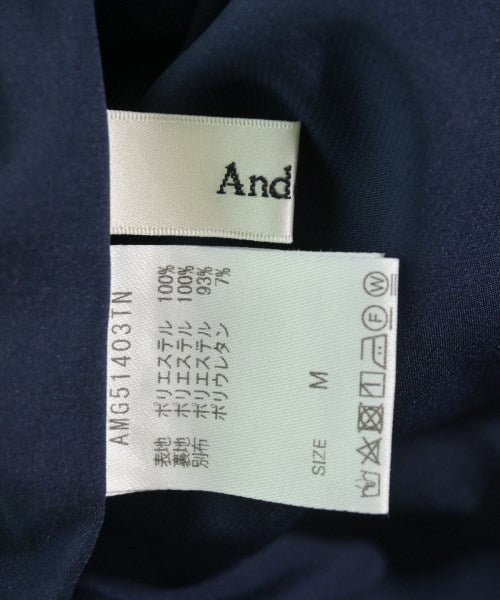 And
AMG51403TN
表地 ポリエステル 100%
裏地 ポリエステル 100%
別布 ポリエステル 93%
ポリウレタン 7%
SIZE M
F W